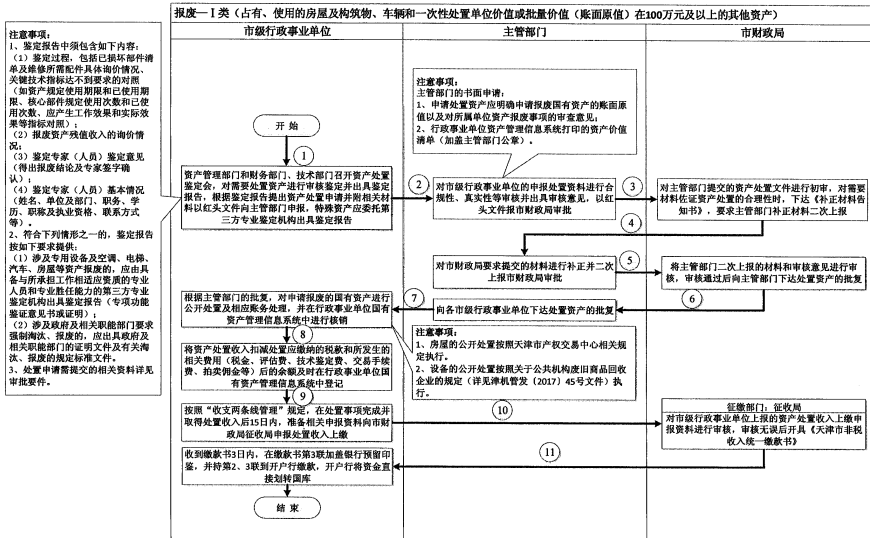 报废—Ⅰ类（占有、使用的房屋及构筑物、车辆和一次性处置单位价值或批量价值（账面原值）在100万元及以上的其他资产）
市级行政事业单位
主管部门
市财政局
注意事项：
1、鉴定报告中须包含如下内容：
（1）鉴定过程，包括已损坏部件清
单及维修所需配件具体询价情况、
关键技术指标达不到要求的对照
（如资产规定使用期限和已使用期
限、核心部件规定使用次数和已使
用次数、应产生工作效果和实际效
果等指标对照）；
（2）报废资产残值收入的询价情
况；
（3）鉴定专家（人员）鉴定意见
（得出报废结论及专家签字确
认）；
（4）鉴定专家（人员）基本情况
（姓名、单位及部门、职务、学
历、职称及执业资格、联系方式
等）。
2、符合下列情形之一的，鉴定报告
按如下要求提供：
（1）涉及专用设备及空调、电梯、
汽车、房屋等资产报废的，应由具
备与所承担工作相适应资质的专业
人员和专业胜任能力的第三方专业
鉴定机构出具鉴定报告（专项功能
鉴证意见书或证明）；
（2）涉及政府及相关职能部门要求
强制淘汰、报废的，应出具政府及
相关职能部门的证明文件及有关淘
汰、报废的规定标准文件。
3、处置申请需提交的相关资料详见
审批要件。
开 始
①
资产管理部门和财务部门、技术部门召开资产处置
鉴定会，对需要处置资产进行审核鉴定并出具鉴定
报告，根据鉴定报告提出资产处置申请并附相关材
料以红头文件向主管部门申报，特殊资产应委托第
三方专业鉴定机构出具鉴定报告
②
注意事项：
主管部门的书面申请：
1、申请处置资产应明确申请报废国有资产的账面原
值以及对所属单位资产报废事项的审查意见；
2、行政事业单位资产管理信息系统打印的资产价值
清单（加盖主管部门公章）。
对市级行政事业单位的申报处置资料进行合
规性、真实性等审核并出具审核意见，以红
头文件报市财政局审批
③
对主管部门提交的资产处置文件进行初审，对需要
材料佐证资产处置的合理性时，下达《补正材料告
知书》，要求主管部门补正材料二次上报
④
对市财政局要求提交的材料进行补正并二次
上报市财政局审批
⑤
将主管部门二次上报的材料和审核意见进行审
核，审核通过后向主管部门下达处置资产的批复
⑥
向各市级行政事业单位下达处置资产的批复
⑦
根据主管部门的批复，对申请报废的国有资产进行
公开处置及相应账务处理，并在行政事业单位国有
资产管理信息系统中进行核销
注意事项：
1、房屋的公开处置按照天津市产权交易中心相关规
定执行。
2、设备的公开处置按照关于公共机构废旧商品回收
企业的规定（详见津机管发〔2017〕45号文件）执
行。
⑧
将资产处置收入扣减处置应缴纳的税款和所发生的
相关费用（税金、评估费、技术鉴定费、交易手续
费、拍卖佣金等）后的余额及时在行政事业单位国
有资产管理信息系统中登记
⑨
按照“收支两条线管理”规定，在处置事项完成并
取得处置收入后15日内，准备相关申报资料向市财
政局征收局申报处置收入上缴
⑩
征缴部门：征收局
对市级行政事业单位上报的资产处置收入上缴申
报资料进行审核，审核无误后开具《天津市非税
收入统一缴款书》
⑪
收到缴款书3日内，在缴款书第3联加盖银行预留印
鉴，并持第2、3联到开户行缴款，开户行将资金直
接划转国库
结 束